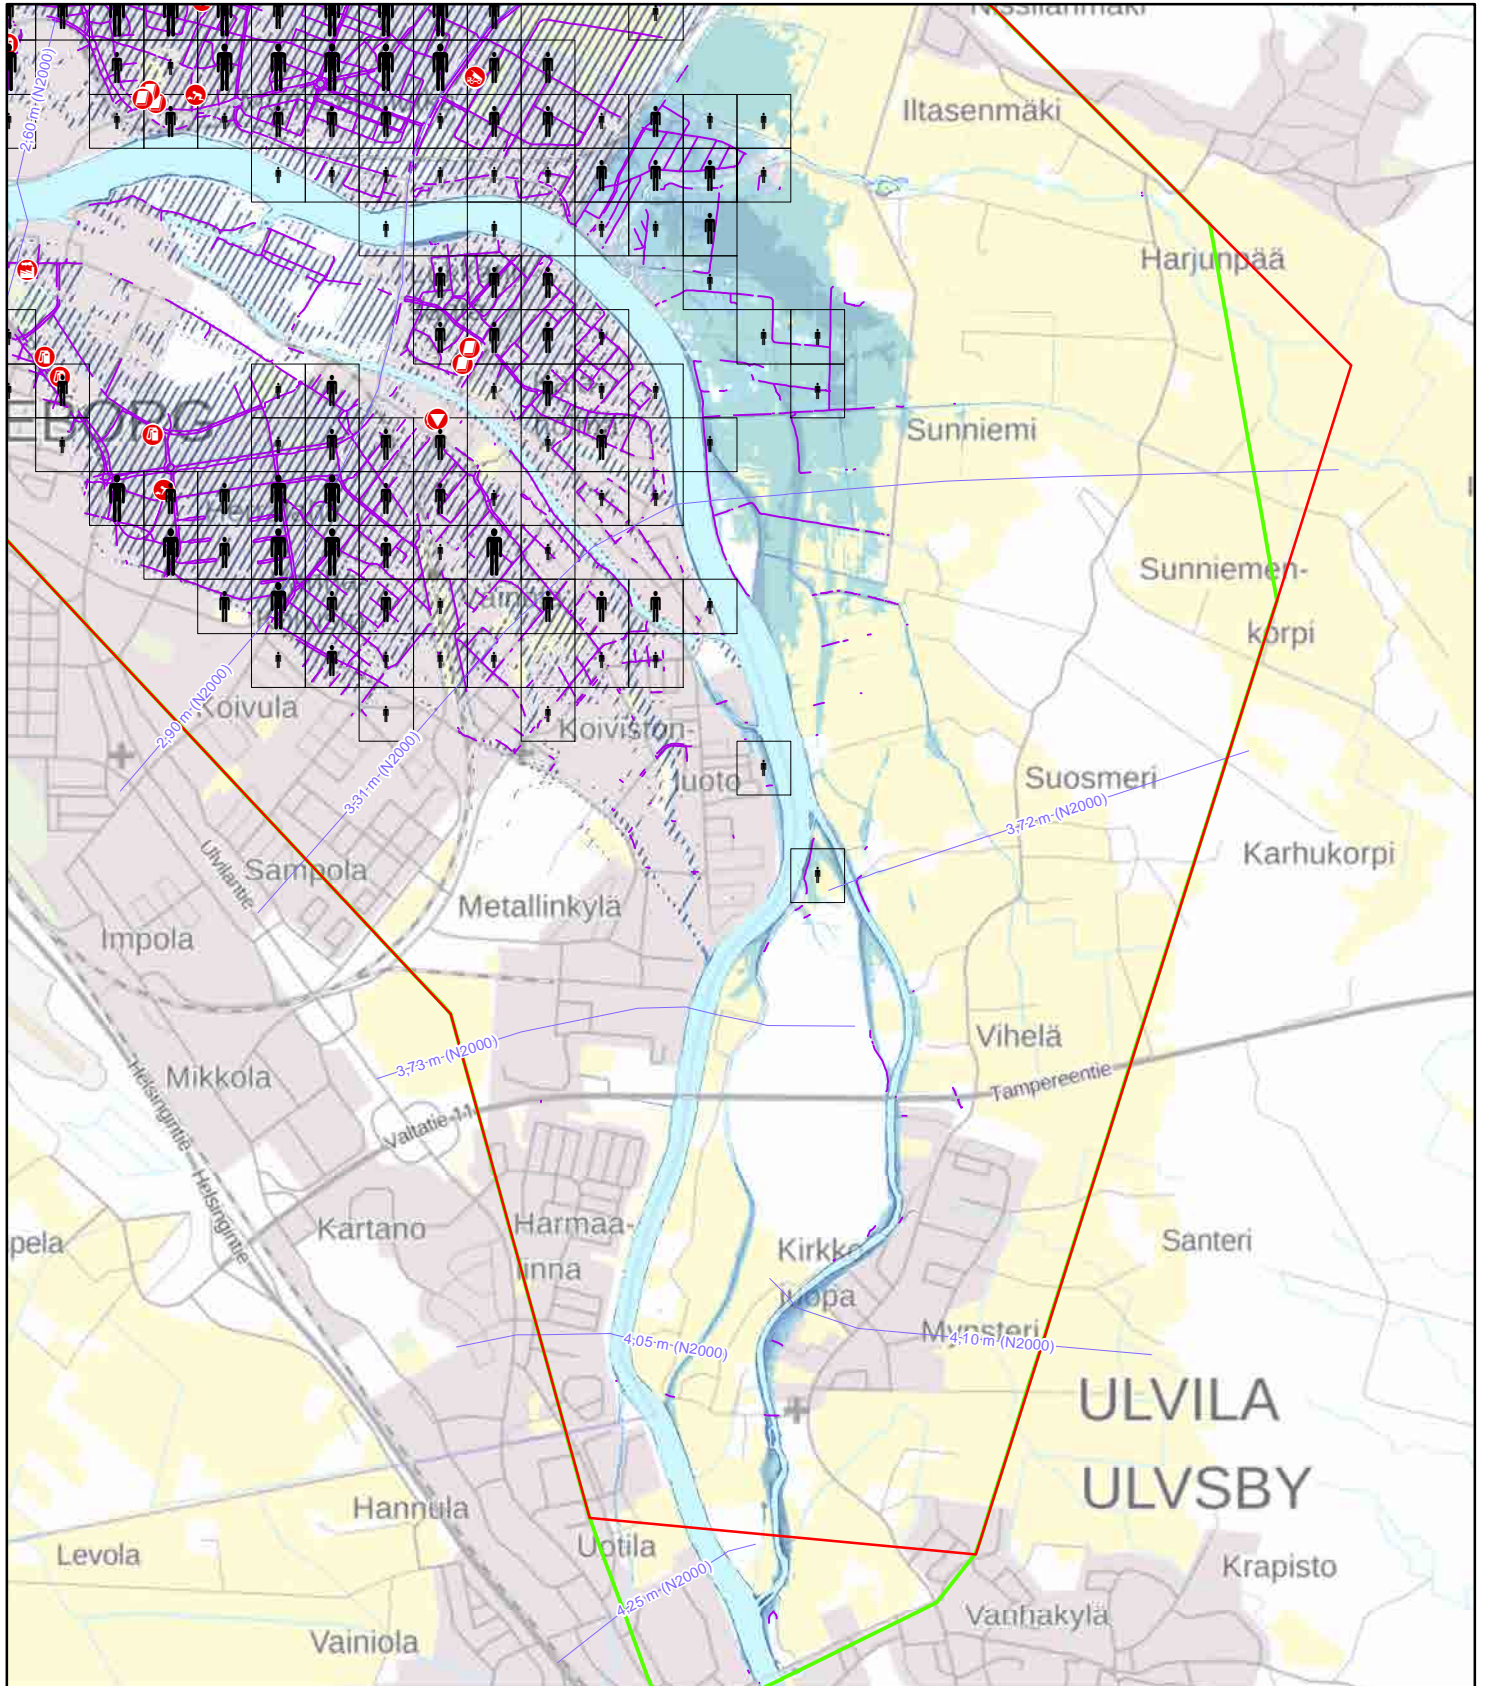 Iltasenmäki
2,60·m·(N2000)
Harjunpää
EBORG
Sunniemi
Sunniemen-
korpi
Koivula
2,90·m·(N2000)
Koiviston-
luoto
3,31·m·(N2000)
Suosmeri
3,72·m·(N2000)
Karhukorpi
Ulvilantie
Sampola
Metallinkylä
Impola
Vihelä
3,73·m·(N2000)
Mikkola
Tampereentie
Helsingintie
Valtatie 11
Helsingintie
Kartano
Harmaa-
linna
Santeri
Kirkko
juopa
pela
Mynsteri
4,05·m·(N2000)
4,10·m·(N2000)
ULVILA
ULVSBY
Hannula
Uotila
Levola
Krapisto
4,25·m·(N2000)
Vanhakylä
Vainiola